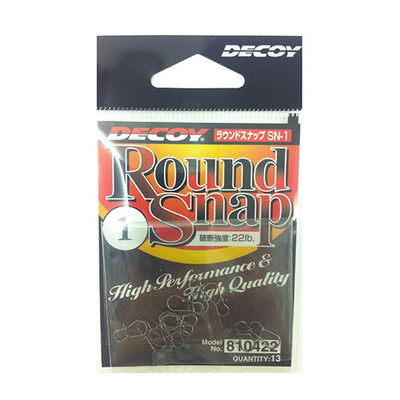 DECOY
DECOY® ラウンドスナップ SN-1
Round
Snap
1
破断強度:22lb.
High Performance &
High Quality
Model No. 810422
QUANTITY:13